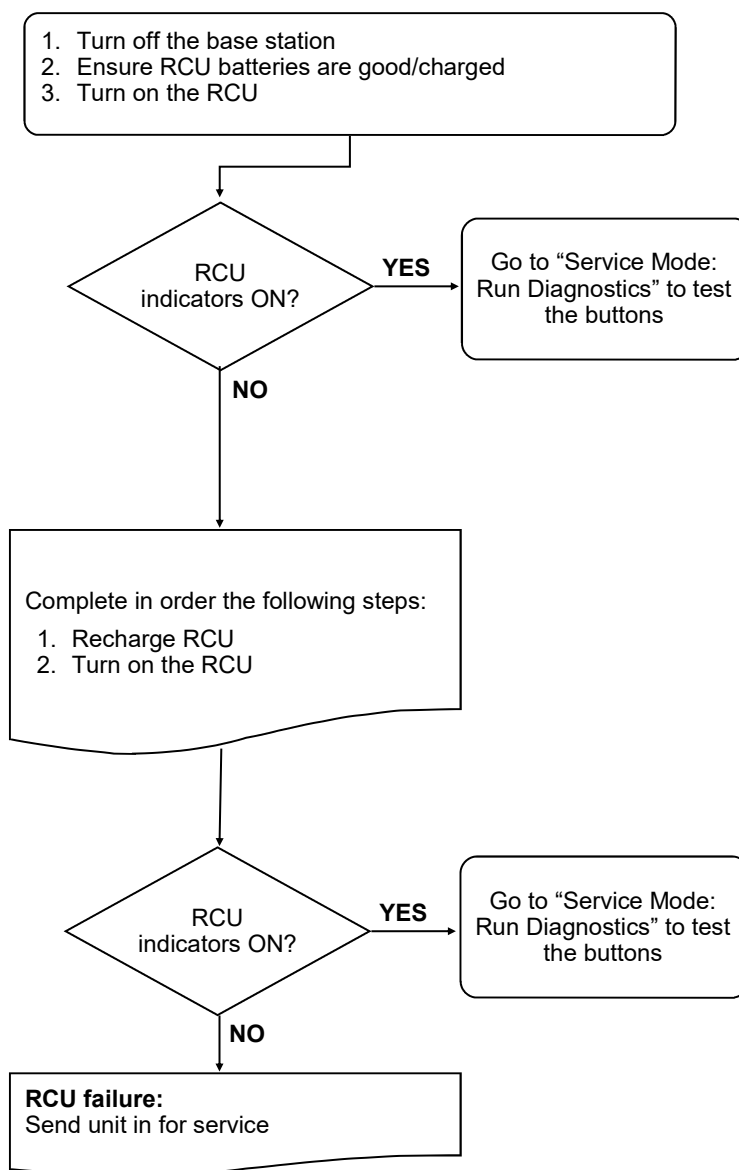 1. Turn off the base station
2. Ensure RCU batteries are good/charged
3. Turn on the RCU
RCU
indicators ON?
YES
Go to “Service Mode:
Run Diagnostics” to test
the buttons
NO
Complete in order the following steps:
1. Recharge RCU
2. Turn on the RCU
RCU
indicators ON?
YES
Go to “Service Mode:
Run Diagnostics” to test
the buttons
NO
RCU failure:
Send unit in for service